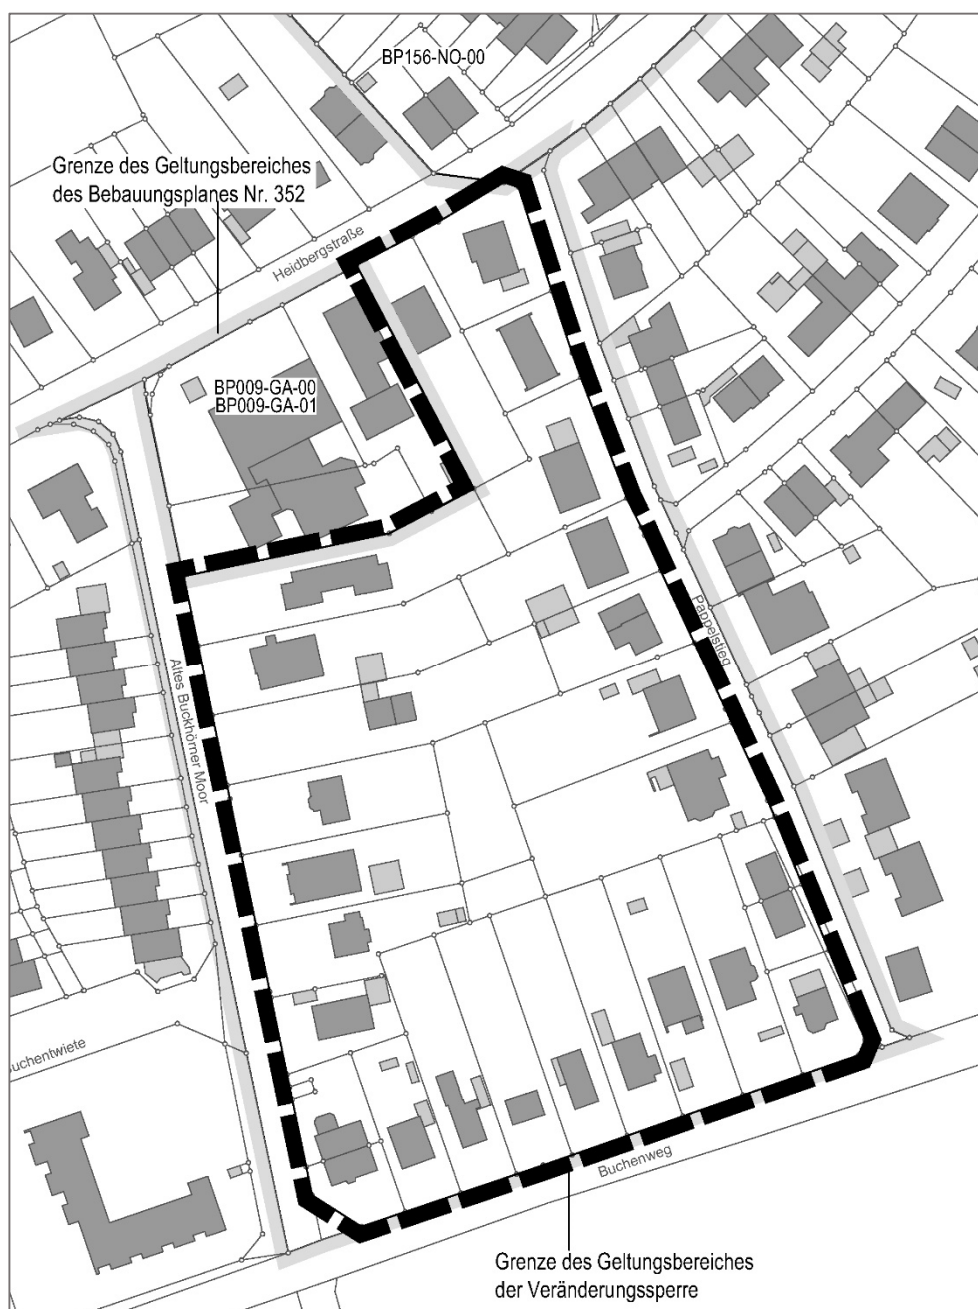 BP156-NO-00
Grenze des Geltungsbereiches
des Bebauungsplanes Nr. 352
Heidbergstraße
BP009-GA-00
BP009-GA-01
Pappelstieg
Altes Buckhörner Moor
uchentwiete
Buchenweg
Grenze des Geltungsbereiches
der Veränderungssperre